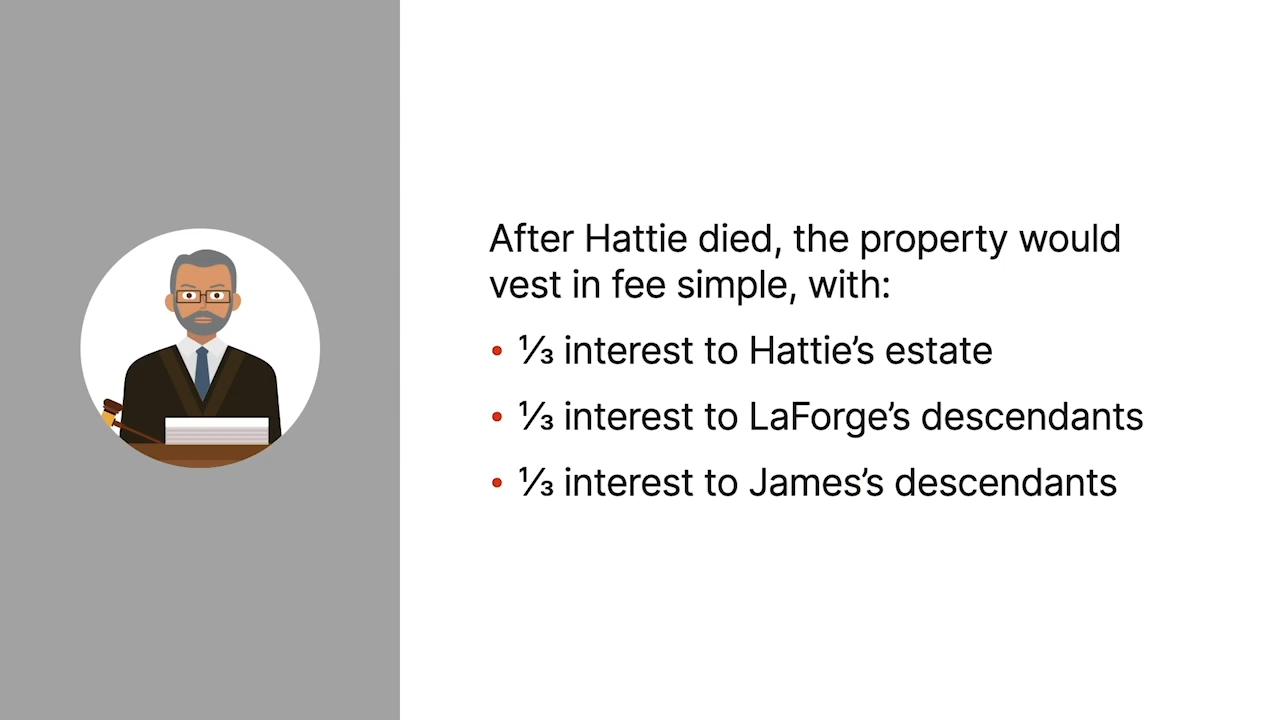 After Hattie died, the property would
vest in fee simple, with:
• ⅓ interest to Hattie’s estate
• ⅓ interest to LaForge’s descendants
• ⅓ interest to James’s descendants